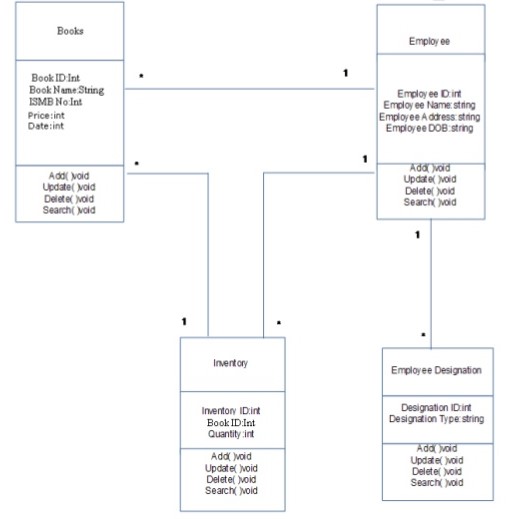 Books
Book ID:Int
Book Name:String
ISMB No:Int
Price:int
Date:int
Add( )void
Update( )void
Delete( )void
Search( )void
*
1
Employee
Employee ID:int
Employee Name:string
Employee Address:string
Employee DOB:string
Add( )void
Update( )void
Delete( )void
Search( )void
*
1
1
1
*
*
Inventory
Inventory ID:int
Book ID:Int
Quantity:int
Add( )void
Update( )void
Delete( )void
Search( )void
Employee Designation
Designation ID:int
Designation Type:string
Add( )void
Update( )void
Delete( )void
Search( )void